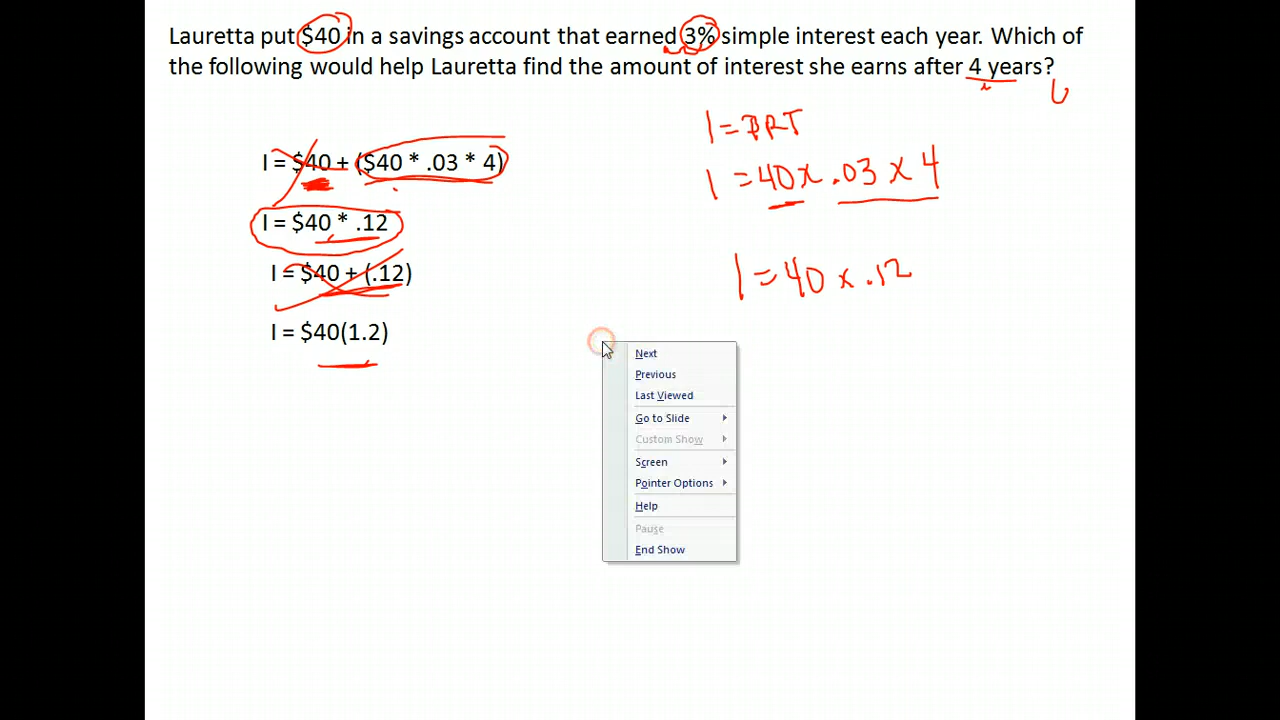 Lauretta put $40 in a savings account that earned 3% simple interest each year. Which of
the following would help Lauretta find the amount of interest she earns after 4 years?
I = $40 + ($40 * .03 * 4)
I = $40 * .12
I = $40 + (.12)
I = $40(1.2)
I = PRT
I = 40 x .03 x 4
I = 40 x .12
Next
Previous
Last Viewed
Go to Slide
Custom Show
Screen
Pointer Options
Help
Pause
End Show